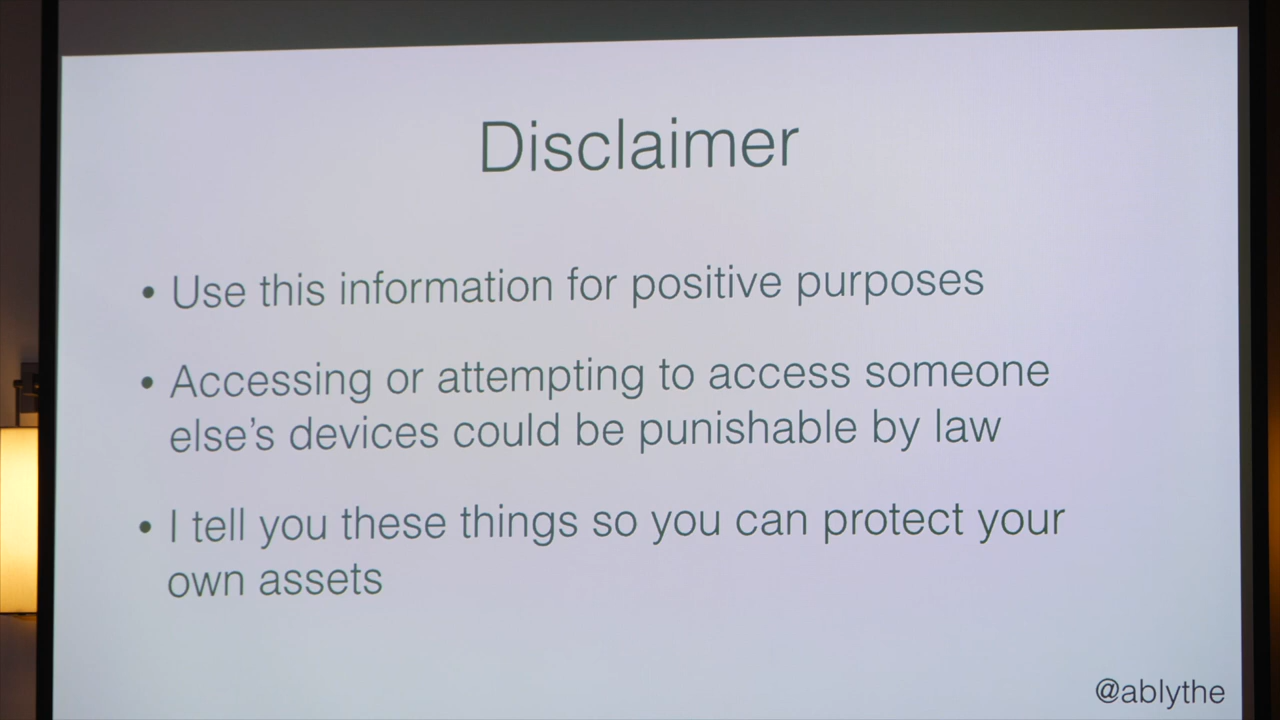 Disclaimer
• Use this information for positive purposes
• Accessing or attempting to access someone
else’s devices could be punishable by law
• I tell you these things so you can protect your
own assets
@ablythe